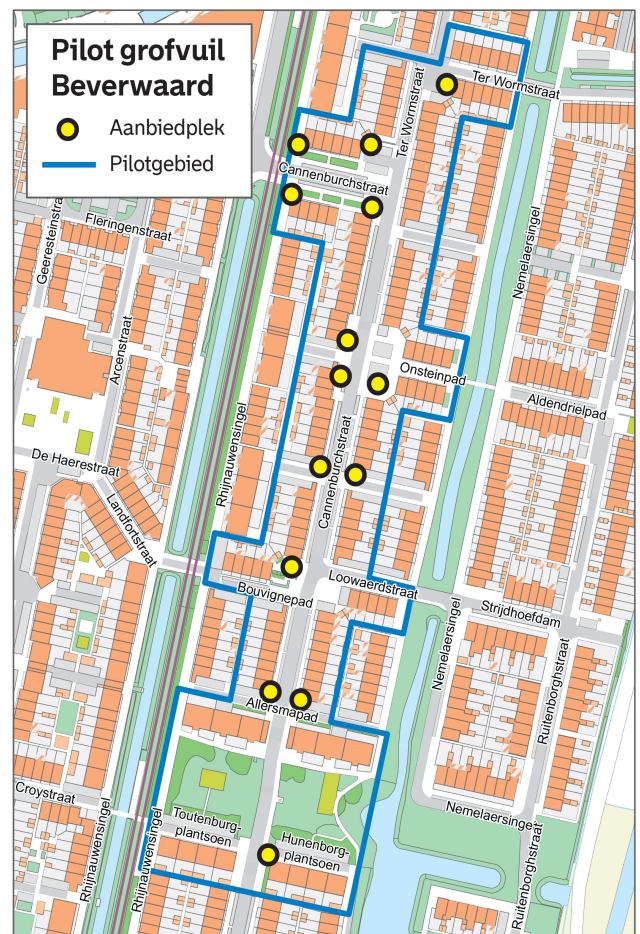 Pilot grofvuil
Beverwaard
Aanbiedplek
Pilotgebied
Ter Wormstraat
Ter Wormstraat
Cannenburchstraat
Geeresteinstra
Fleringenstraat
Nemelaersingel
Arcenstraat
Onsteinpad
Aldendrielpad
Rhijnauwensingel
Cannenburchstraat
De Haerestraat
Landfortstraat
Bouvignepad
Loowaerdstraat
Strijdhoefdam
Nemelaersingel
Ruitenborghstraat
Allersmapad
Croystraat
Rhijnauwensingel
Rhijnauwensingel
Toutenburg-
plantsoen
Hunenborg-
plantsoen
Nemelaersingel
Ruitenborghstraat